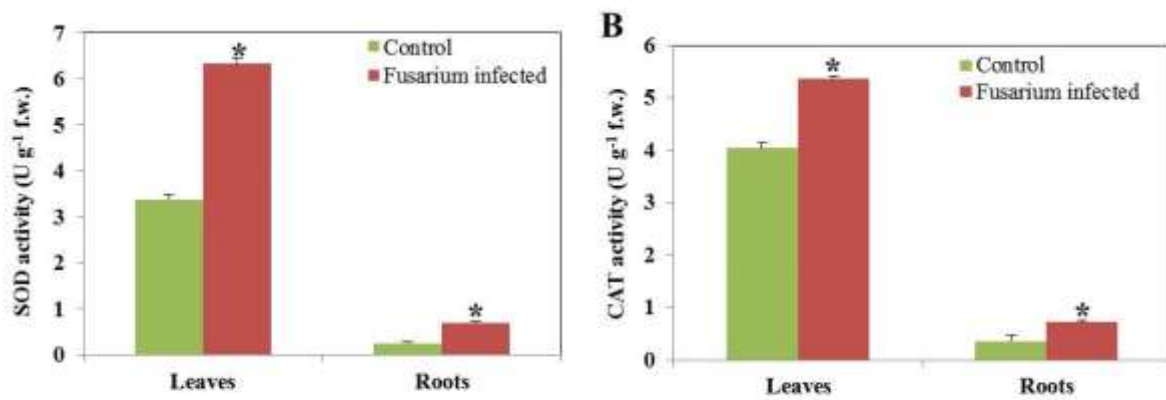 7
6
5
4
3
2
1
0
SOD activity (U g⁻¹ f.w.)
Control
Fusarium infected
*
*
Leaves
Roots
B
6
5
4
3
2
1
0
CAT activity (U g⁻¹ f.w.)
Control
Fusarium infected
*
*
Leaves
Roots